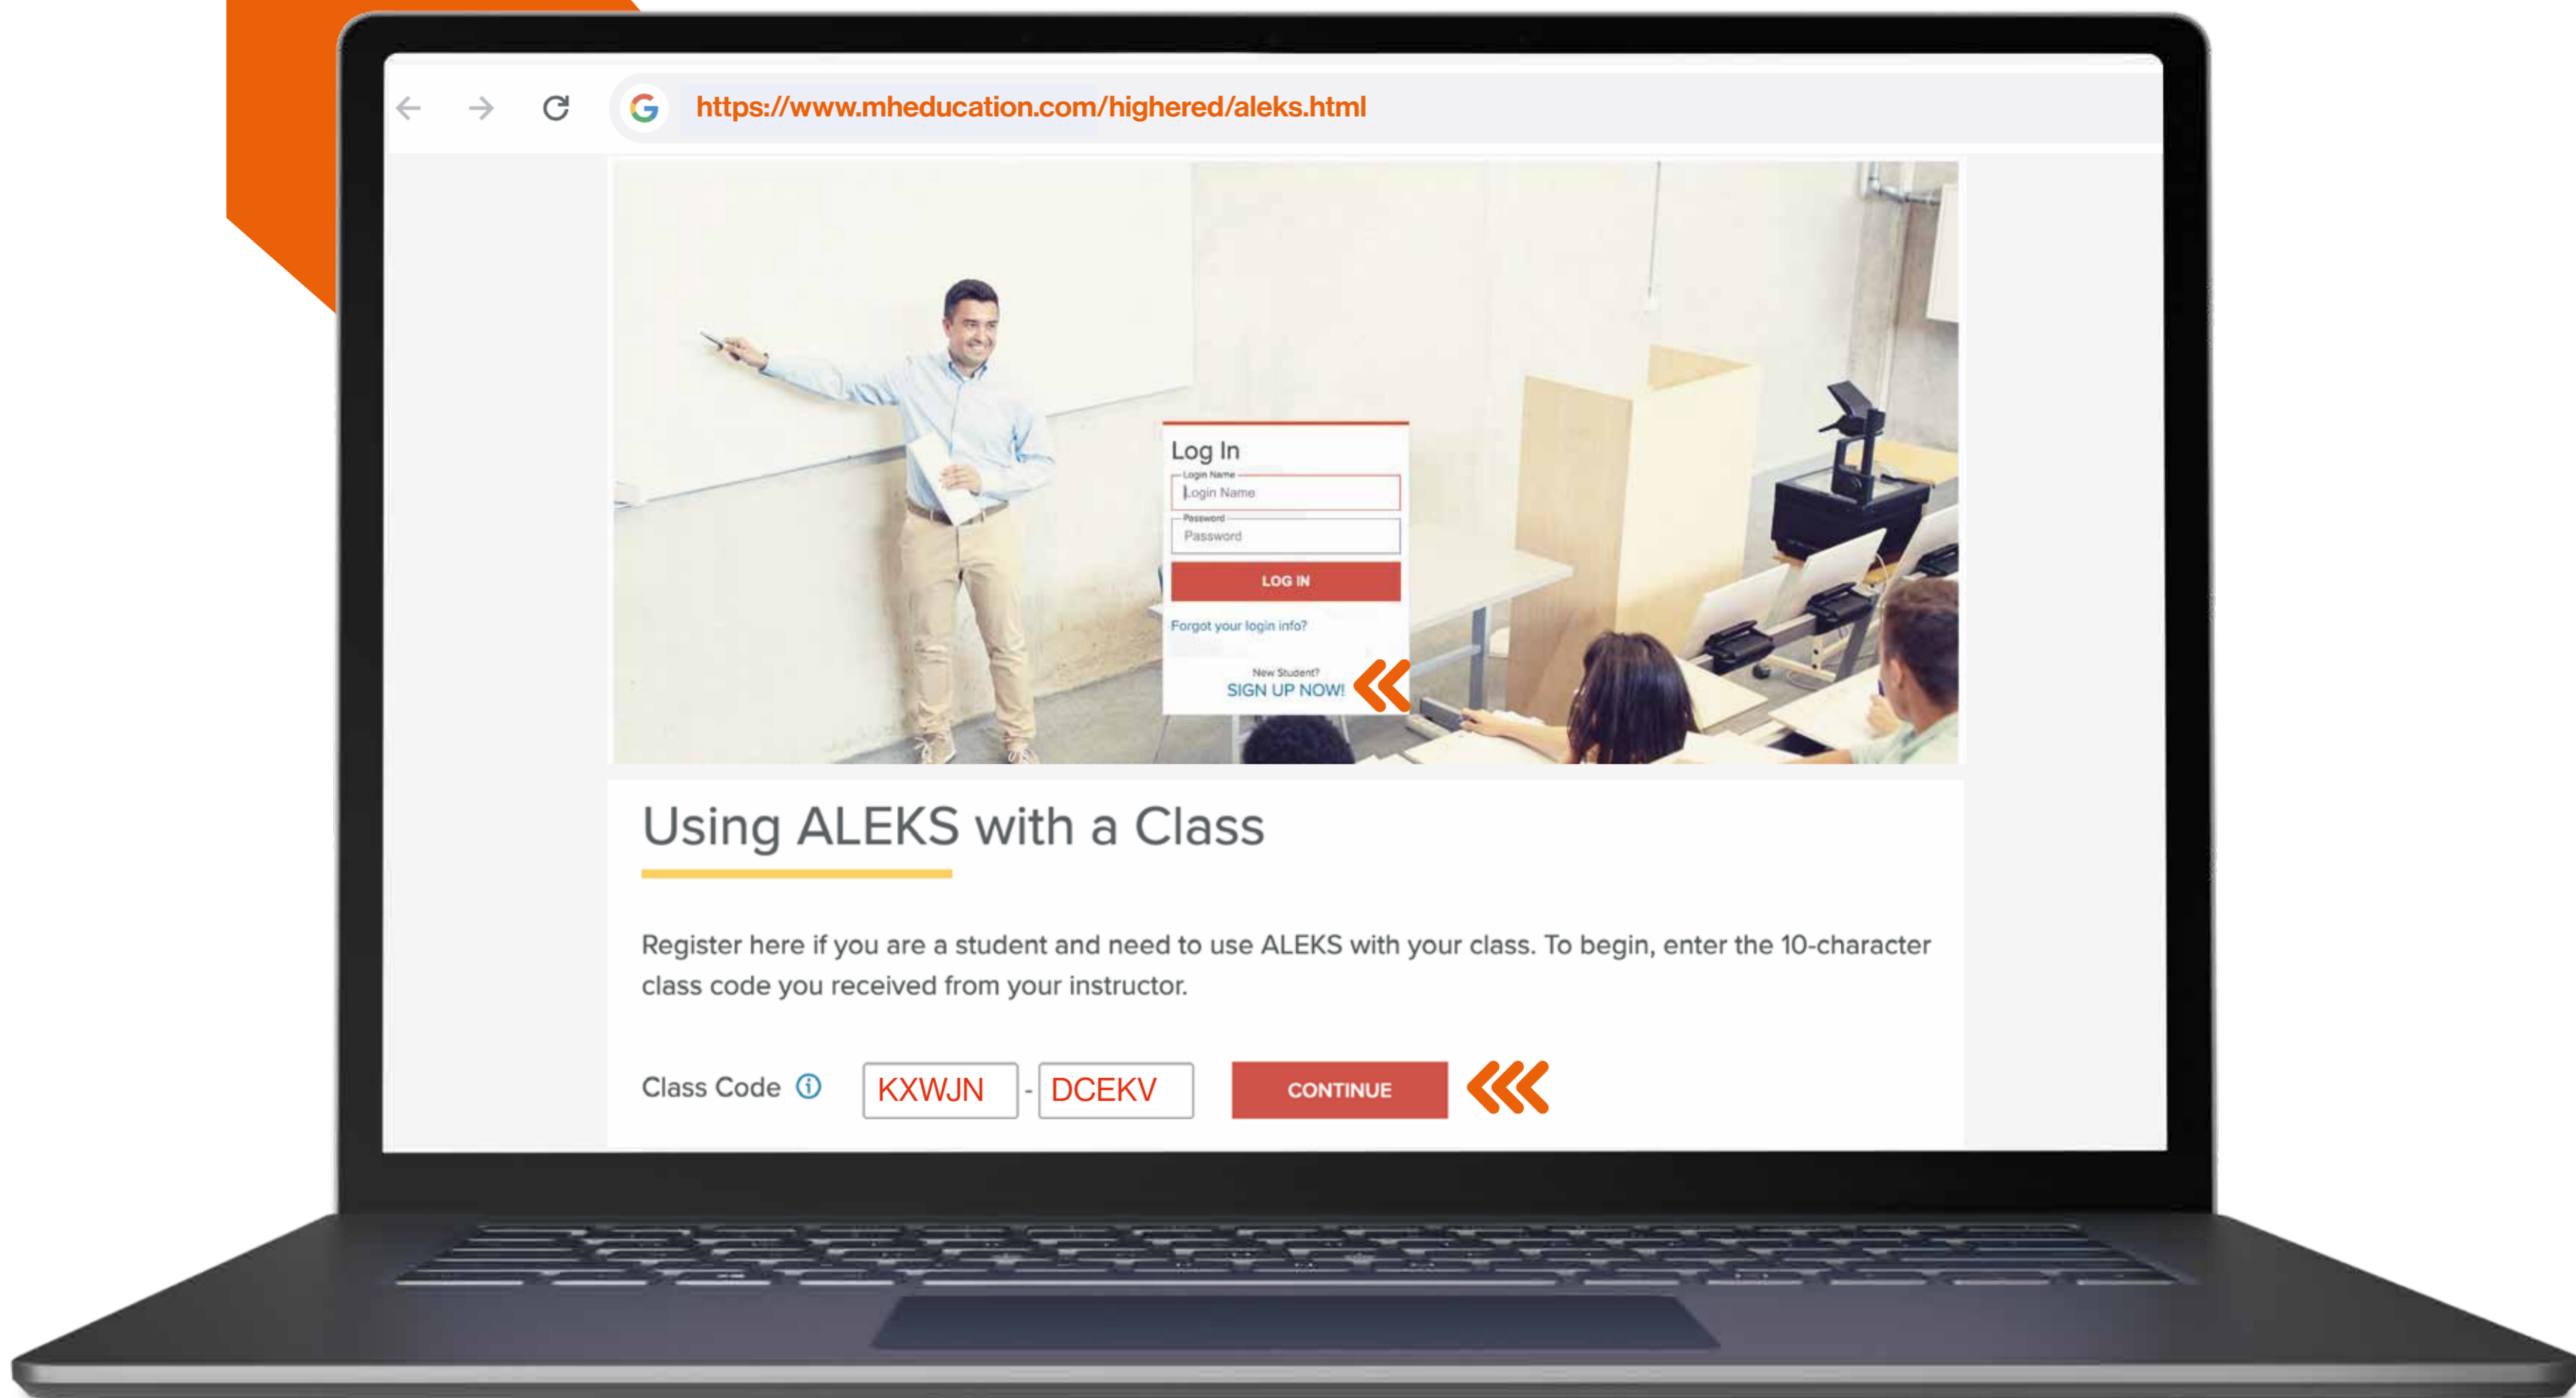 https://www.mheducation.com/highered/aleks.html
Log In
Login Name
Login Name
Password
Password
LOG IN
Forgot your login info?
New Student?
SIGN UP NOW!
Using ALEKS with a Class
Register here if you are a student and need to use ALEKS with your class. To begin, enter the 10-character
class code you received from your instructor.
Class Code KXWJN - DCEKV CONTINUE